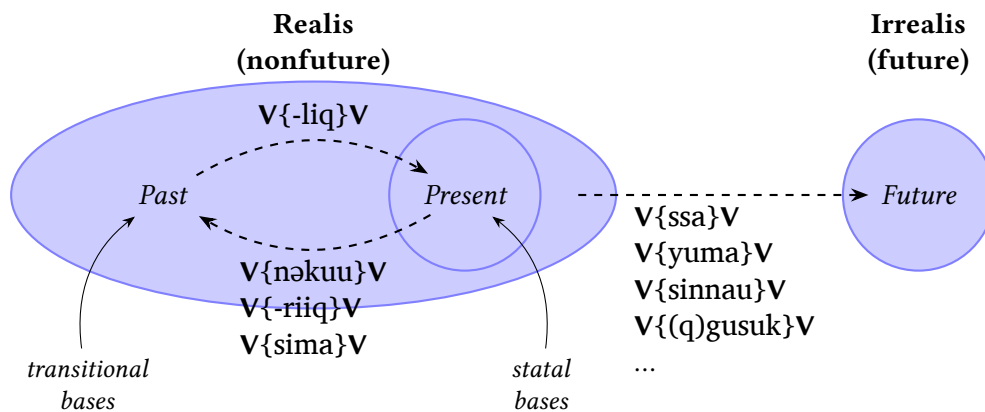 Realis
(nonfuture)
Irrealis
(future)
V{-liq}V
Past
Present
Future
V{nəkuu}V
V{-riiq}V
V{sima}V
V{ssa}V
V{yuma}V
V{sinnau}V
V{(q)gusuk}V
...
transitional
bases
statal
bases